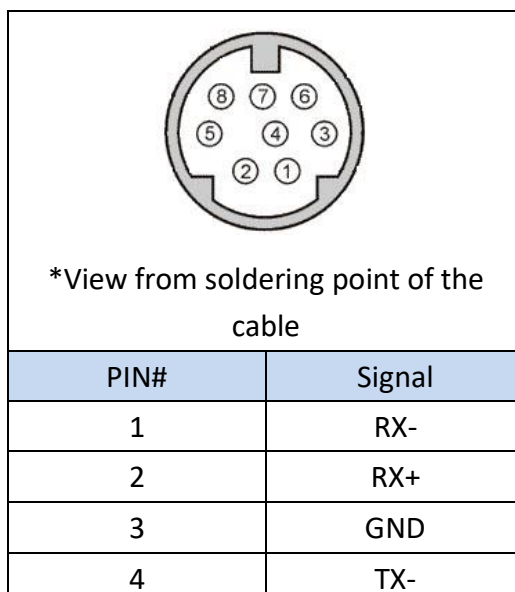 8 7 6
5 4 3
2 1
*View from soldering point of the
cable
PIN# Signal
1 RX-
2 RX+
3 GND
4 TX-